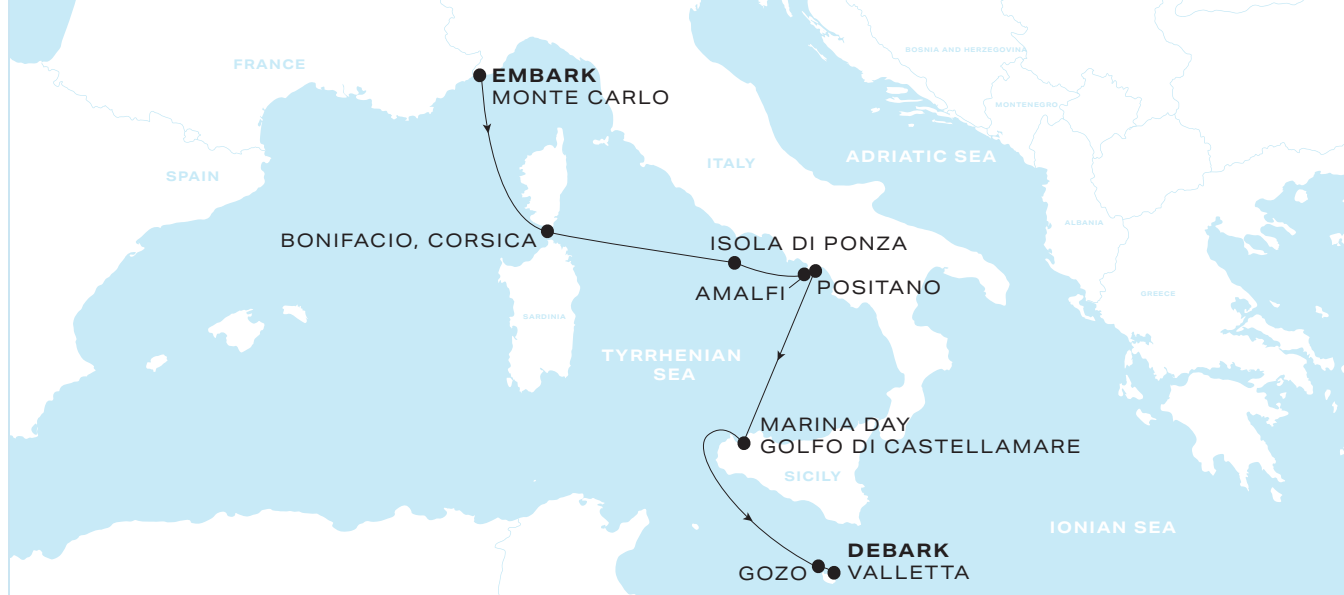 BOSNIA AND HERZEGOVINA
FRANCE
EMBARK
MONTE CARLO
MONTENEGRO
ITALY
ADRIATIC SEA
SPAIN
ALBANIA
BONIFACIO, CORSICA
ISOLA DI PONZA
AMALFI
POSITANO
GREECE
SARDINIA
TYRRHENIAN
SEA
MARINA DAY
GOLFO DI CASTELLAMARE
SICILY
IONIAN SEA
DEBARK
GOZO
VALLETTA